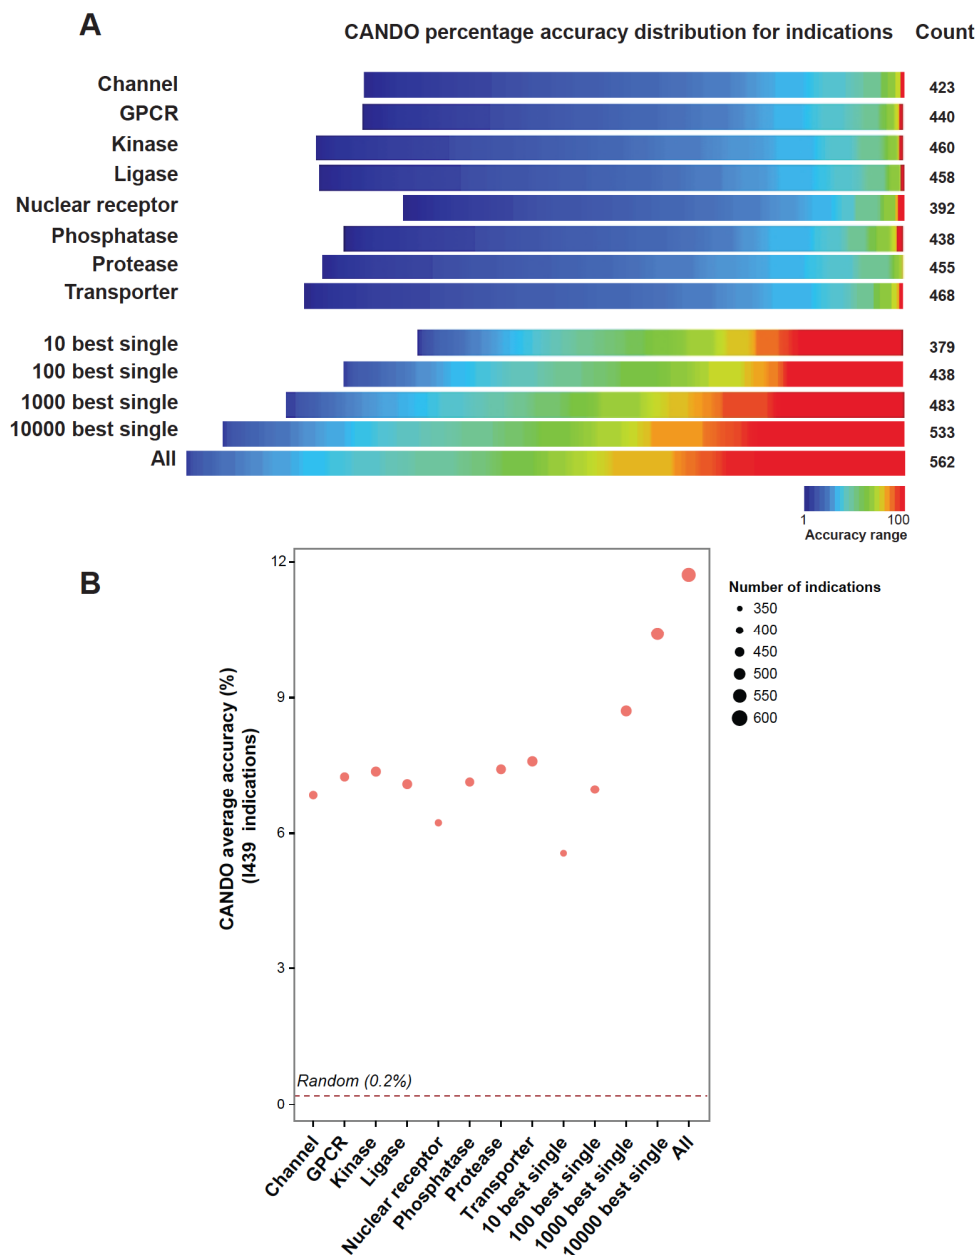 A
CANDO percentage accuracy distribution for indications Count
Channel 423
GPCR 440
Kinase 460
Ligase 458
Nuclear receptor 392
Phosphatase 438
Protease 455
Transporter 468
10 best single 379
100 best single 438
1000 best single 483
10000 best single 533
All 562
1 100
Accuracy range
B
CANDO average accuracy (%)
(I439 indications)
12
9
6
3
0
Random (0.2%)
Number of indications
350
400
450
500
550
600
Channel
GPCR
Kinase
Ligase
Nuclear receptor
Phosphatase
Protease
Transporter
10 best single
100 best single
1000 best single
10000 best single
All